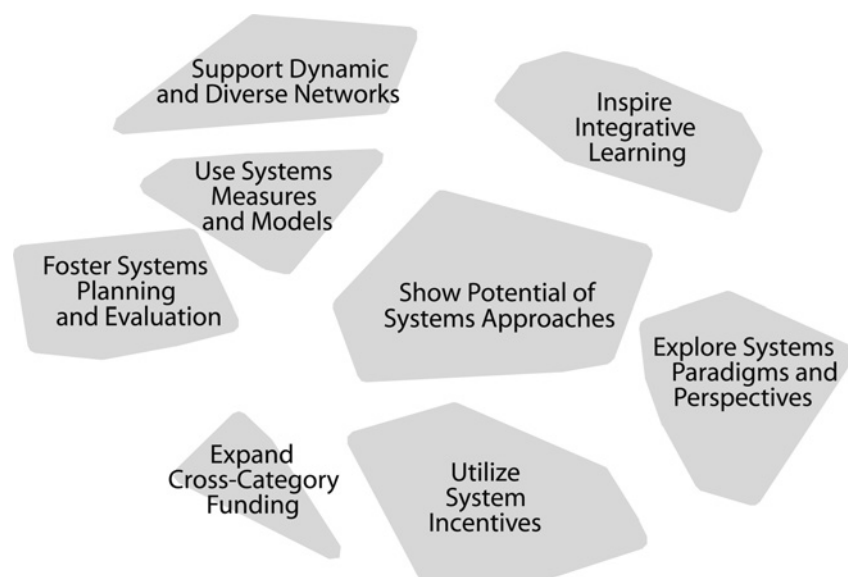 Support Dynamic
and Diverse Networks
Inspire
Integrative
Learning
Use Systems
Measures
and Models
Foster Systems
Planning
and Evaluation
Show Potential of
Systems Approaches
Explore Systems
Paradigms and
Perspectives
Expand
Cross-Category
Funding
Utilize
System
Incentives